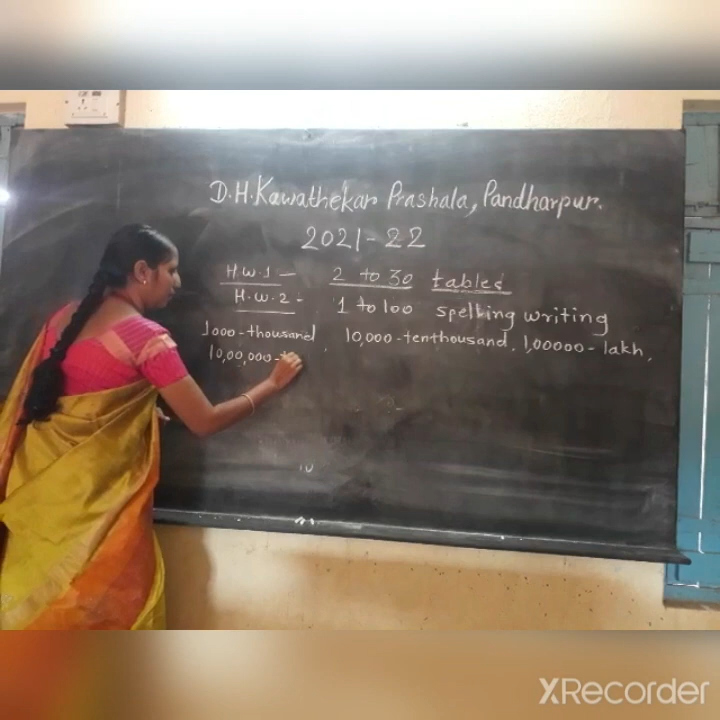 D.H. Kawathekar Prashala, Pandharpur.
2021-22
H.W.1 - 2 to 30 tables
H.W.2 - 1 to 100 spelling writing
1000-thousand, 10,000-tenthousand, 1,00000-lakh,
10,00,000-t
XRecorder